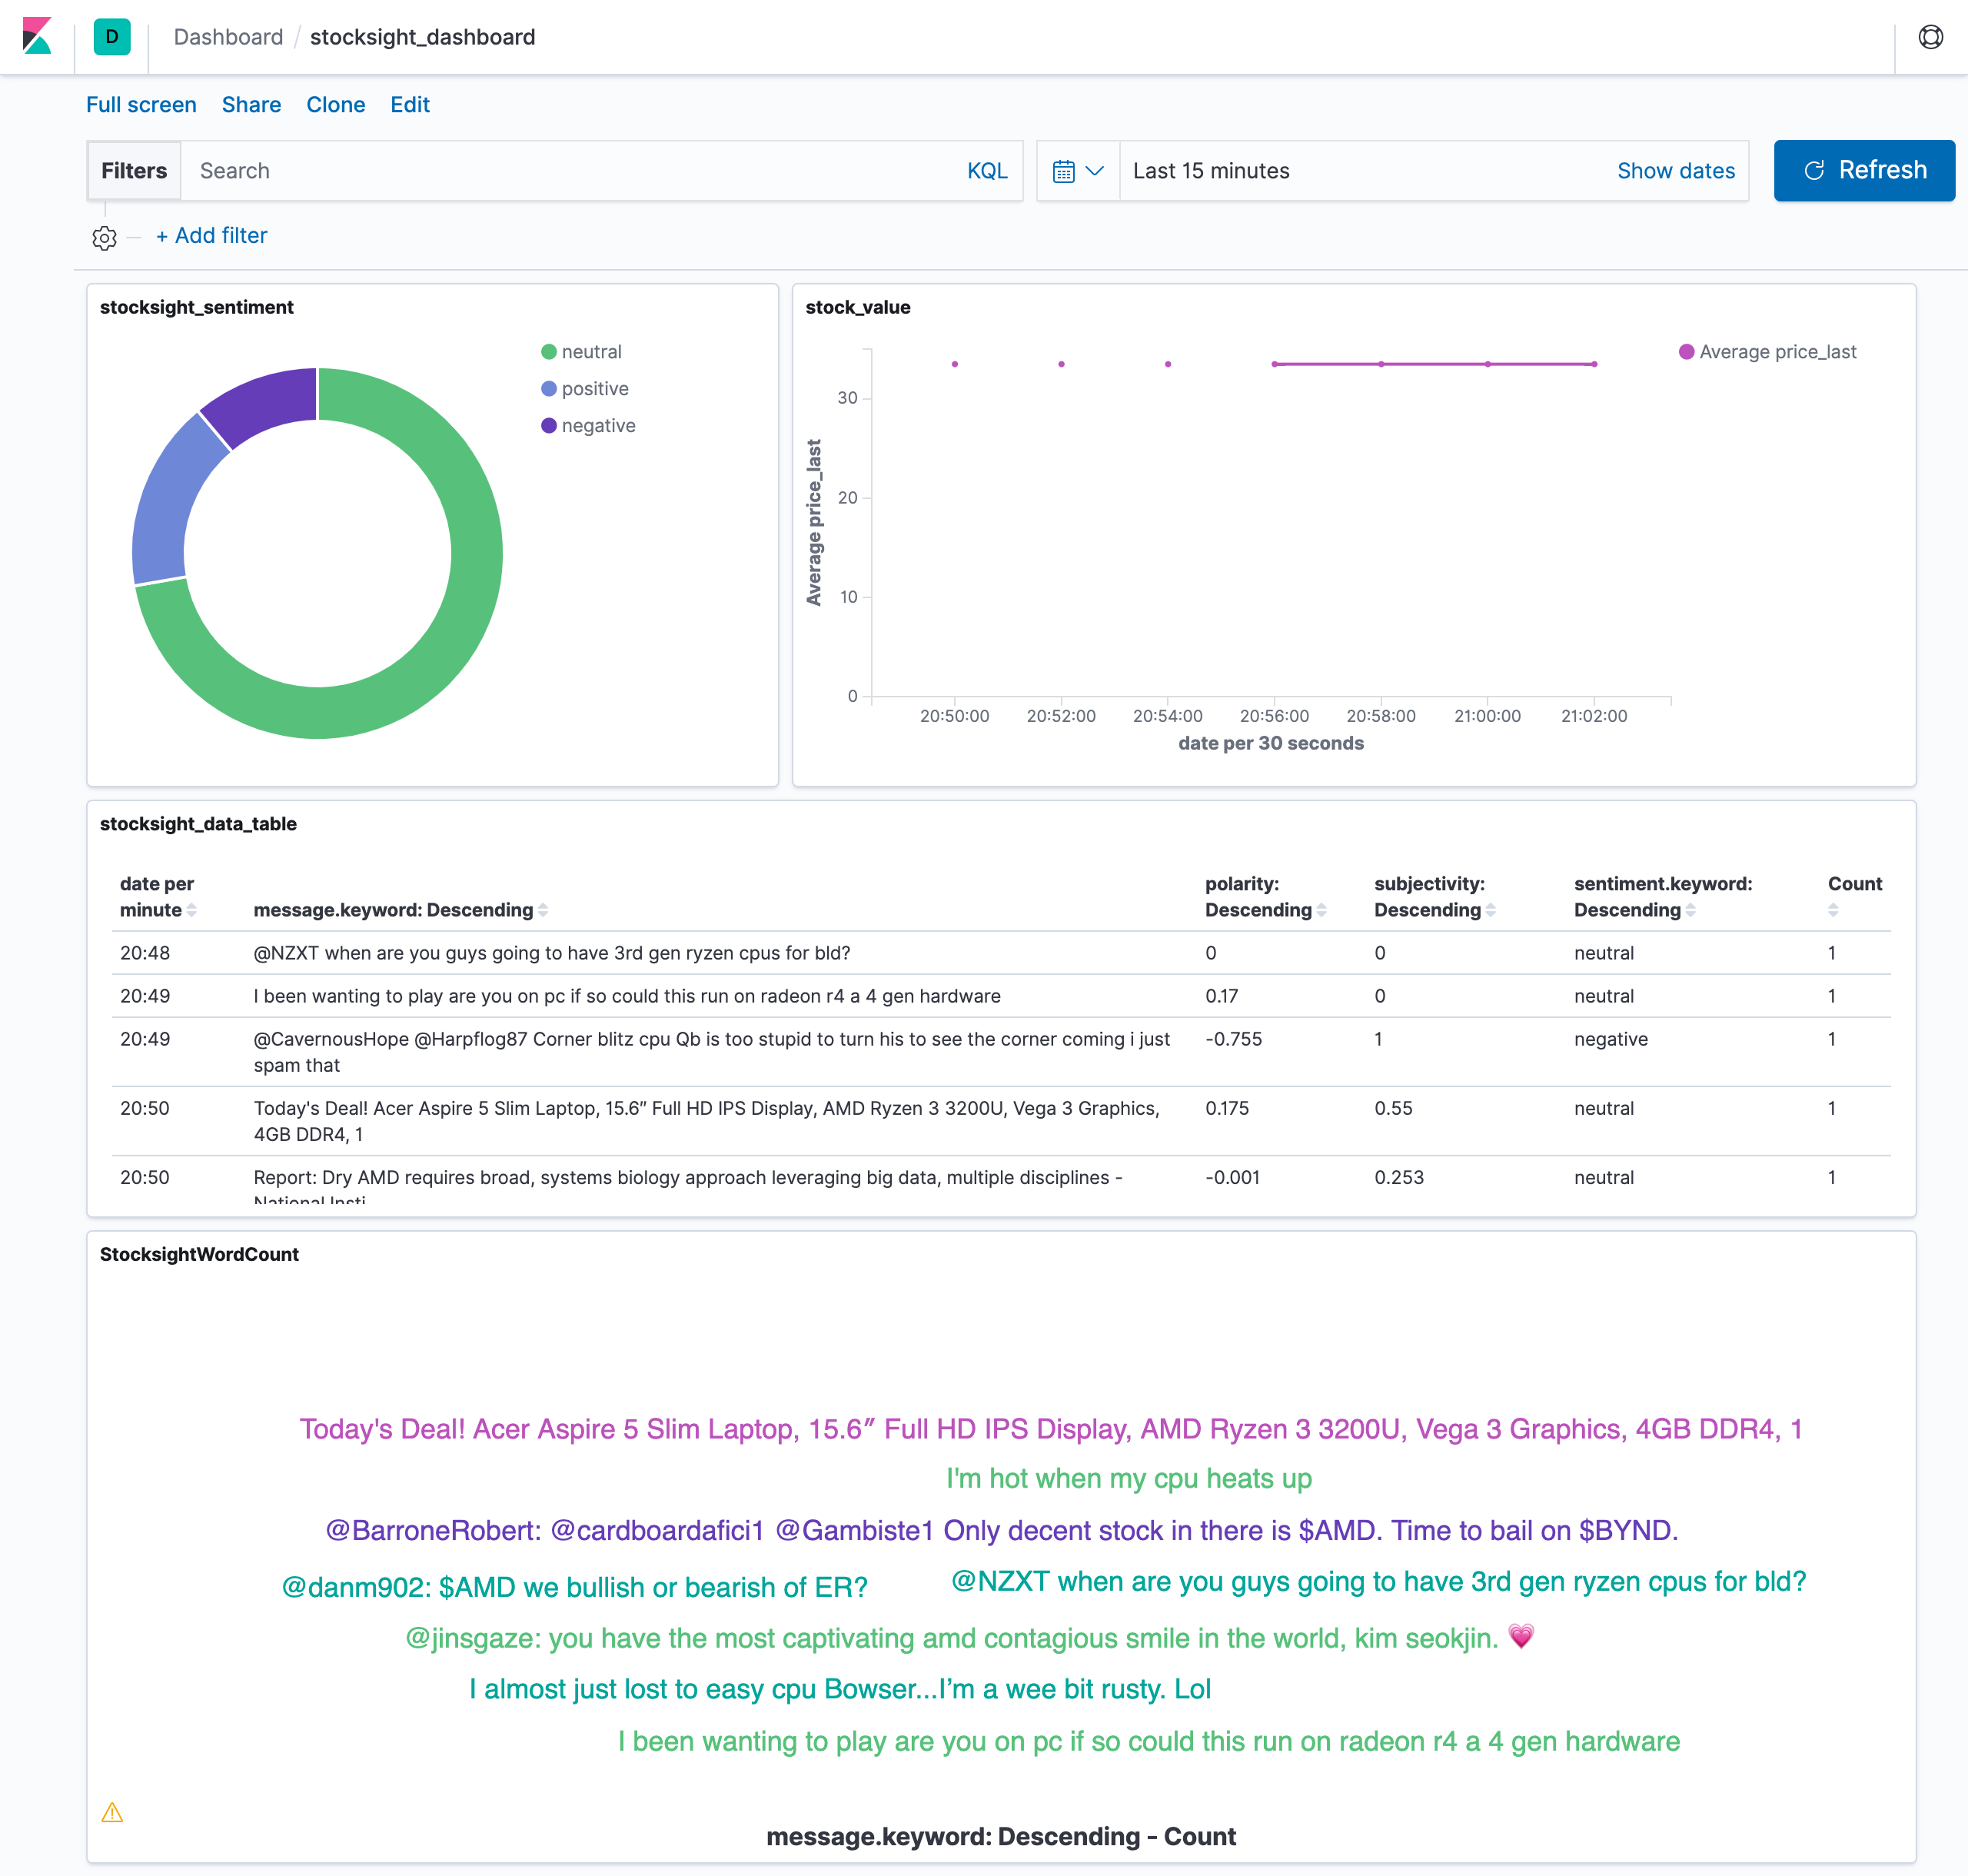 D Dashboard / stocksight_dashboard
Full screen Share Clone Edit
Filters Search KQL Last 15 minutes Show dates Refresh
+ Add filter
stocksight_sentiment
neutral
positive
negative
stock_value
Average price_last
30
20
10
0
Average price_last
20:50:00 20:52:00 20:54:00 20:56:00 20:58:00 21:00:00 21:02:00
date per 30 seconds
stocksight_data_table
date per minute message.keyword: Descending polarity: Descending subjectivity: Descending sentiment.keyword: Descending Count
20:48 @NZXT when are you guys going to have 3rd gen ryzen cpus for bld? 0 0 neutral 1
20:49 I been wanting to play are you on pc if so could this run on radeon r4 a 4 gen hardware 0.17 0 neutral 1
20:49 @CavernousHope @Harpflog87 Corner blitz cpu Qb is too stupid to turn his to see the corner coming i just -0.755 1 negative 1
spam that
20:50 Today's Deal! Acer Aspire 5 Slim Laptop, 15.6″ Full HD IPS Display, AMD Ryzen 3 3200U, Vega 3 Graphics, 0.175 0.55 neutral 1
4GB DDR4, 1
20:50 Report: Dry AMD requires broad, systems biology approach leveraging big data, multiple disciplines - -0.001 0.253 neutral 1
National Insti
StocksightWordCount
Today's Deal! Acer Aspire 5 Slim Laptop, 15.6″ Full HD IPS Display, AMD Ryzen 3 3200U, Vega 3 Graphics, 4GB DDR4, 1
I'm hot when my cpu heats up
@BarroneRobert: @cardboardafici1 @Gambiste1 Only decent stock in there is $AMD. Time to bail on $BYND.
@danm902: $AMD we bullish or bearish of ER?
@NZXT when are you guys going to have 3rd gen ryzen cpus for bld?
@jinsgaze: you have the most captivating amd contagious smile in the world, kim seokjin. 💗
I almost just lost to easy cpu Bowser...I’m a wee bit rusty. Lol
I been wanting to play are you on pc if so could this run on radeon r4 a 4 gen hardware
message.keyword: Descending - Count